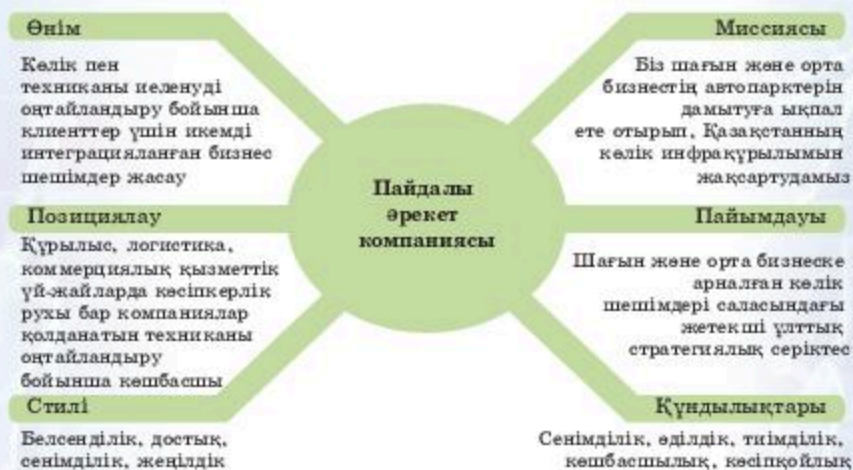 Өнім
Көлік пен
техниканы иеленуді
оңтайландыру бойынша
клиенттер үшін икемді
интеграцияланған бизнес
шешімдер жасау
Позициялау
Құрылыс, логистика,
коммерциялық қызметтік
үй-жайларда кәсіпкерлік
рухы бар компаниялар
қолданатын техниканы
оңтайландыру
бойынша көшбасшы
Стилі
Белсенділік, достық,
сенімділік, жеңілдік
Пайдалы
әрекет
компаниясы
Миссиясы
Біз шағын және орта
бизнестің автопарктерін
дамытуға ықпал
ете отырып, Қазақстанның
көлік инфрақұрылымын
жақсартудамыз
Пайымдауы
Шағын және орта бизнеске
арналған көлік
шешімдері саласындағы
жетекші ұлттық
стратегиялық серіктес
Құндылықтары
Сенімділік, әділдік, тиімділік,
көшбасшылық, кәсіпқойлық